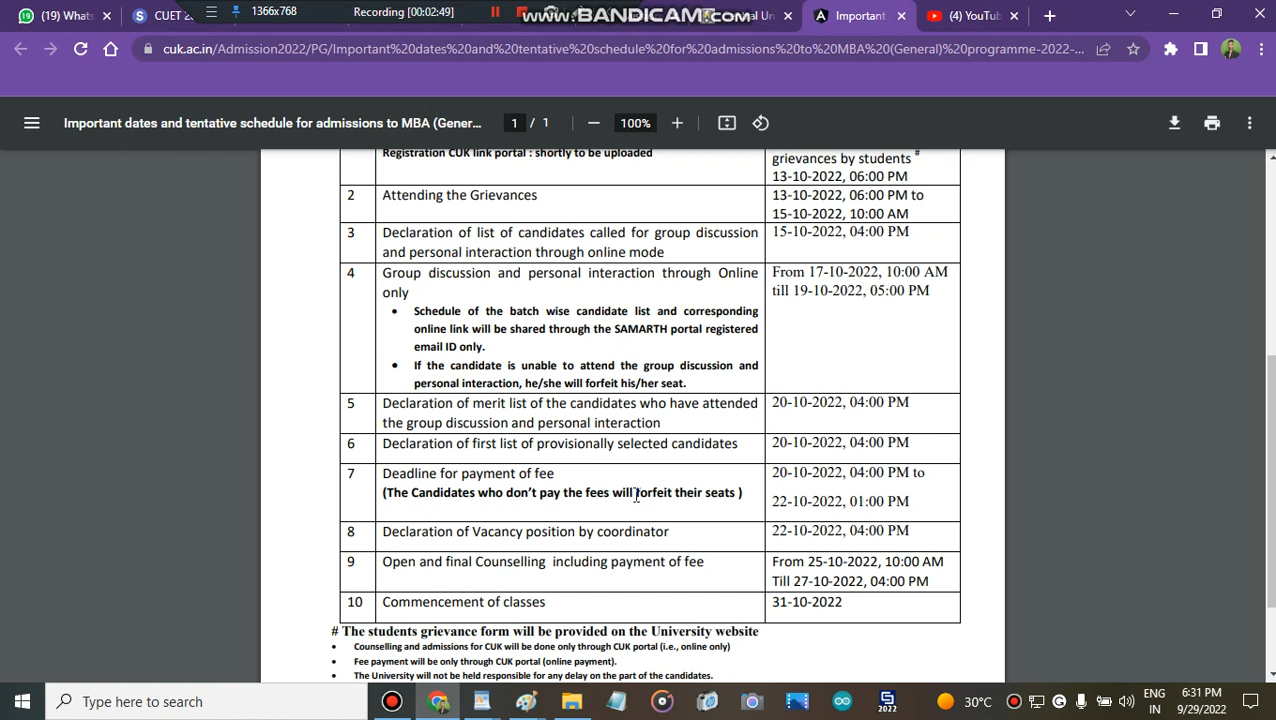 (19) Whats
CUET 22
1366x768
Recording [00:02:49]
www.BANDICAM.com
al Un
Important
(4) YouTu
cuk.ac.in/Admission2022/PG/Important%20dates%20and%20tentative%20schedule%20for%20admissions%20to%20MBA%20(General)%20programme-2022-...
Important dates and tentative schedule for admissions to MBA (Gener...
1 / 1
100%
Registration CUK link portal : shortly to be uploaded
grievances by students #
13-10-2022, 06:00 PM
2 Attending the Grievances 13-10-2022, 06:00 PM to
15-10-2022, 10:00 AM
3 Declaration of list of candidates called for group discussion 15-10-2022, 04:00 PM
and personal interaction through online mode
4 Group discussion and personal interaction through Online From 17-10-2022, 10:00 AM
only till 19-10-2022, 05:00 PM
• Schedule of the batch wise candidate list and corresponding
online link will be shared through the SAMARTH portal registered
email ID only.
• If the candidate is unable to attend the group discussion and
personal interaction, he/she will forfeit his/her seat.
5 Declaration of merit list of the candidates who have attended 20-10-2022, 04:00 PM
the group discussion and personal interaction
6 Declaration of first list of provisionally selected candidates 20-10-2022, 04:00 PM
7 Deadline for payment of fee 20-10-2022, 04:00 PM to
(The Candidates who don't pay the fees will forfeit their seats ) 22-10-2022, 01:00 PM
8 Declaration of Vacancy position by coordinator 22-10-2022, 04:00 PM
9 Open and final Counselling including payment of fee From 25-10-2022, 10:00 AM
Till 27-10-2022, 04:00 PM
10 Commencement of classes 31-10-2022
# The students grievance form will be provided on the University website
• Counselling and admissions for CUK will be done only through CUK portal (i.e., online only)
• Fee payment will be only through CUK portal (online payment).
• The University will not be held responsible for any delay on the part of the candidates.
Type here to search
2022
30°C
ENG
IN
6:31 PM
9/29/2022